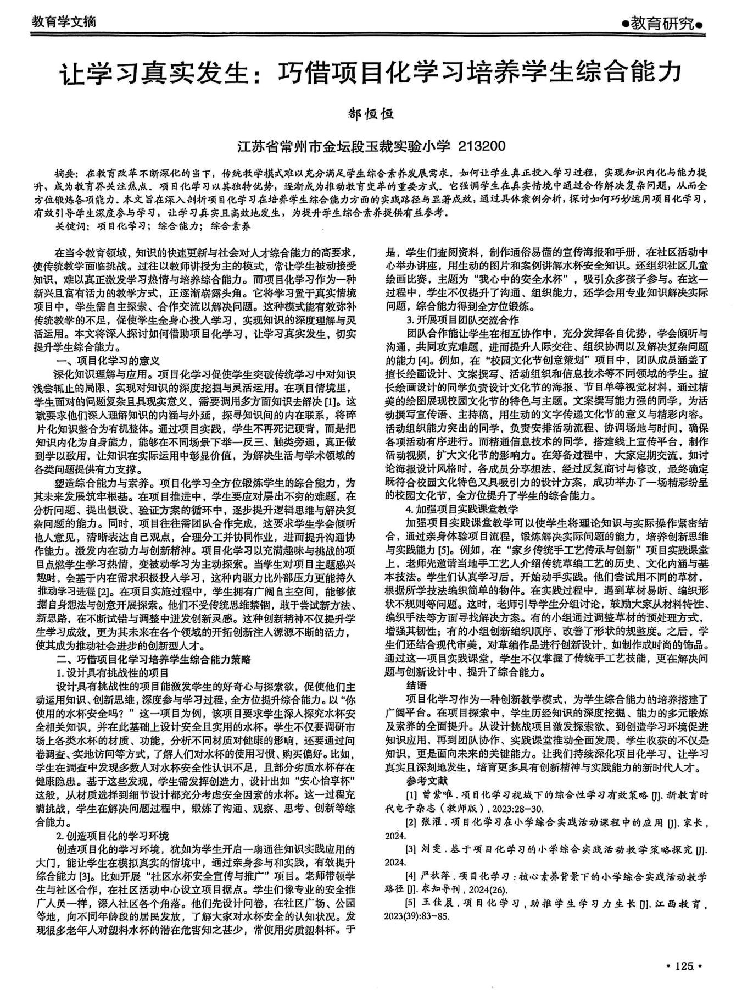 教育学文摘
●教育研究●
让学习真实发生：巧借项目化学习培养学生综合能力
郜恒恒
江苏省常州市金坛段玉裁实验小学 213200
摘要：在教育改革不断深化的当下，传统教学模式难以充分满足学生综合素养发展需求。如何让学生真正投入学习过程，实现知识内化与能力提
升，成为教育界关注焦点。项目化学习以其独特优势，逐渐成为推动教育变革的重要方式。它强调学生在真实情境中通过合作解决复杂问题，从而全
方位锻炼各项能力。本文旨在深入剖析项目化学习在培养学生综合能力方面的实践路径与显著成效，通过具体案例分析，探讨如何巧妙运用项目化学习，
有效引导学生深度参与学习，让学习真实且高效地发生，为提升学生综合素养提供有益参考。
关键词：项目化学习；综合能力；综合素养
在当今教育领域，知识的快速更新与社会对人才综合能力的高要求，
使传统教学面临挑战。过往以教师讲授为主的模式，常让学生被动接受
知识，难以真正激发学习热情与培养综合能力。而项目化学习作为一种
新兴且富有活力的教学方式，正逐渐崭露头角。它将学习置于真实情境
项目中，学生需自主探索、合作交流以解决问题。这种模式能有效弥补
传统教学的不足，促使学生全身心投入学习，实现知识的深度理解与灵
活运用。本文将深入探讨如何借助项目化学习，让学习真实发生，切实
提升学生综合能力。
一、项目化学习的意义
深化知识理解与应用。项目化学习促使学生突破传统学习中对知识
浅尝辄止的局限，实现对知识的深度挖掘与灵活运用。在项目情境里，
学生面对的问题复杂且具现实意义，需要调用多方面知识去解决 [1]。这
就要求他们深入理解知识的内涵与外延，探寻知识间的内在联系，将碎
片化知识整合为有机整体。通过项目实践，学生不再死记硬背，而是把
知识内化为自身能力，能够在不同场景下举一反三、触类旁通，真正做
到学以致用，让知识在实际运用中彰显价值，为解决生活与学术领域的
各类问题提供有力支撑。
塑造综合能力与素养。项目化学习全方位锻炼学生的综合能力，为
其未来发展筑牢根基。在项目推进中，学生要应对层出不穷的难题，在
分析问题、提出假设、验证方案的循环中，逐步提升逻辑思维与解决复
杂问题的能力。同时，项目往往需团队合作完成，这要求学生学会倾听
他人意见，清晰表达自己观点，合理分工并协同作业，进而提升沟通协
作能力。激发内在动力与创新精神。项目化学习以充满趣味与挑战的项
目点燃学生学习热情，变被动学习为主动探索。当学生对项目主题感兴
趣时，会基于内在需求积极投入学习，这种内驱力比外部压力更能持久
推动学习进程 [2]。在项目实施过程中，学生拥有广阔自主空间，能够依
据自身想法与创意开展探索。他们不受传统思维禁锢，敢于尝试新方法、
新思路，在不断试错与调整中迸发创新灵感。这种创新精神不仅提升学
生学习成效，更为其未来在各个领域的开拓创新注入源源不断的活力，
使其成为推动社会进步的创新型人才。
二、巧借项目化学习培养学生综合能力策略
1. 设计具有挑战性的项目
设计具有挑战性的项目能激发学生的好奇心与探索欲，促使他们主
动运用知识、创新思维，深度参与学习过程，全方位提升综合能力。以“你
使用的水杯安全吗？”这一项目为例，该项目要求学生深入探究水杯安
全相关知识，并在此基础上设计安全且实用的水杯。学生不仅要调研市
场上各类水杯的材质、功能，分析不同材质对健康的影响，还要通过问
卷调查、实地访问等方式，了解人们对水杯的使用习惯、购买偏好。比如，
学生在调查中发现多数人对水杯安全性认识不足，且部分劣质水杯存在
健康隐患。基于这些发现，学生需发挥创造力，设计出如“安心怡享杯”
这般，从材质选择到细节设计都充分考虑安全因素的水杯。这一过程充
满挑战，学生在解决问题过程中，锻炼了沟通、观察、思考、创新等综
合能力。
2. 创造项目化的学习环境
创造项目化的学习环境，犹如为学生开启一扇通往知识实践应用的
大门，能让学生在模拟真实的情境中，通过亲身参与和实践，有效提升
综合能力 [3]。比如开展“社区水杯安全宣传与推广”项目。老师带领学
生与社区合作，在社区活动中心设立项目据点。学生们像专业的安全推
广人员一样，深入社区各个角落。他们先设计问卷，在社区广场、公园
等地，向不同年龄段的居民发放，了解大家对水杯安全的认知状况。发
现很多老年人对塑料水杯的潜在危害知之甚少，常使用劣质塑料杯。于
是，学生们查阅资料，制作通俗易懂的宣传海报和手册，在社区活动中
心举办讲座，用生动的图片和案例讲解水杯安全知识。还组织社区儿童
绘画比赛，主题为“我心中的安全水杯”，吸引众多孩子参与。在这一
过程中，学生不仅提升了沟通、组织能力，还学会用专业知识解决实际
问题，综合能力得到全方位锻炼。
3. 开展项目团队交流合作
团队合作能让学生在相互协作中，充分发挥各自优势，学会倾听与
沟通，共同攻克难题，进而提升人际交往、组织协调以及解决复杂问题
的能力 [4]。例如，在“校园文化节创意策划”项目中，团队成员涵盖了
擅长绘画设计、文案撰写、活动组织和信息技术等不同领域的学生。擅
长绘画设计的同学负责设计文化节的海报、节目单等视觉材料，通过精
美的绘图展现校园文化节的特色与主题。文案撰写能力强的同学，为活
动撰写宣传语、主持稿，用生动的文字传递文化节的意义与精彩内容。
活动组织能力突出的同学，负责安排活动流程、协调场地与时间，确保
各项活动有序进行。而精通信息技术的同学，搭建线上宣传平台，制作
活动视频，扩大文化节的影响力。在筹备过程中，大家定期交流，如讨
论海报设计风格时，各成员分享想法，经过反复商讨与修改，最终确定
既符合校园文化特色又具吸引力的设计方案，成功举办了一场精彩纷呈
的校园文化节，全方位提升了学生的综合能力。
4. 加强项目实践课堂教学
加强项目实践课堂教学可以使学生将理论知识与实际操作紧密结
合，通过亲身体验项目流程，锻炼解决实际问题的能力，培养创新思维
与实践能力 [5]。例如，在“家乡传统手工艺传承与创新”项目实践课堂
上，老师先邀请当地手工艺人介绍传统草编工艺的历史、文化内涵与基
本技法。学生们认真学习后，开始动手实践。他们尝试用不同的草材，
根据所学技法编织简单的物件。在实践过程中，遇到草材易断、编织形
状不规则等问题。这时，老师引导学生分组讨论，鼓励大家从材料特性、
编织手法等方面寻找解决方案。有的小组通过调整草材的预处理方式，
增强其韧性；有的小组创新编织顺序，改善了形状的规整度。之后，学
生们还结合现代审美，对草编作品进行创新设计，如制作成时尚的饰品。
通过这一项目实践课堂，学生不仅掌握了传统手工艺技能，更在解决问
题与创新设计中，提升了综合能力。
结语
项目化学习作为一种创新教学模式，为学生综合能力的培养搭建了
广阔平台。在项目探索中，学生历经知识的深度挖掘、能力的多元锻炼
及素养的全面提升。从设计挑战项目激发探索欲，到创造学习环境促进
知识应用，再到团队协作、实践课堂推动全面发展，学生收获的不仅是
知识，更是面向未来的关键能力。让我们持续深化项目化学习，让学习
真实且深刻地发生，培育更多具有创新精神与实践能力的新时代人才。
参考文献
[1] 曾紫唯．项目化学习视域下的综合性学习有效策略 [J]. 新教育时
代电子杂志（教师版）,2023:28-30.
[2] 张濯．项目化学习在小学综合实践活动课程中的应用 [J]. 家长，
2024.
[3] 刘雯．基于项目化学习的小学综合实践活动教学策略探究 [J].
2024.
[4] 严秋萍．项目化学习：核心素养背景下的小学综合实践活动教学
路径 [J]. 求知导刊，2024(26).
[5] 王佳晨．项目化学习，助推学生学习力生长 [J]. 江西教育，
2023(39):83-85.
·125·